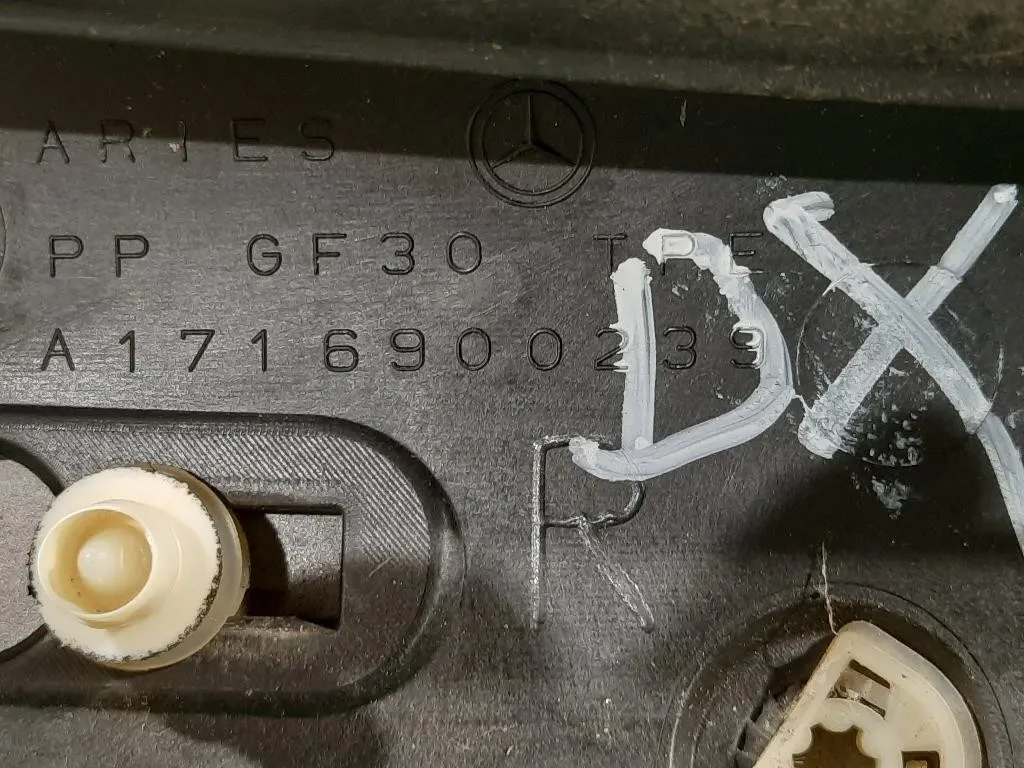 ARIES
PP GF30 TPE
A1716900239
DX
R